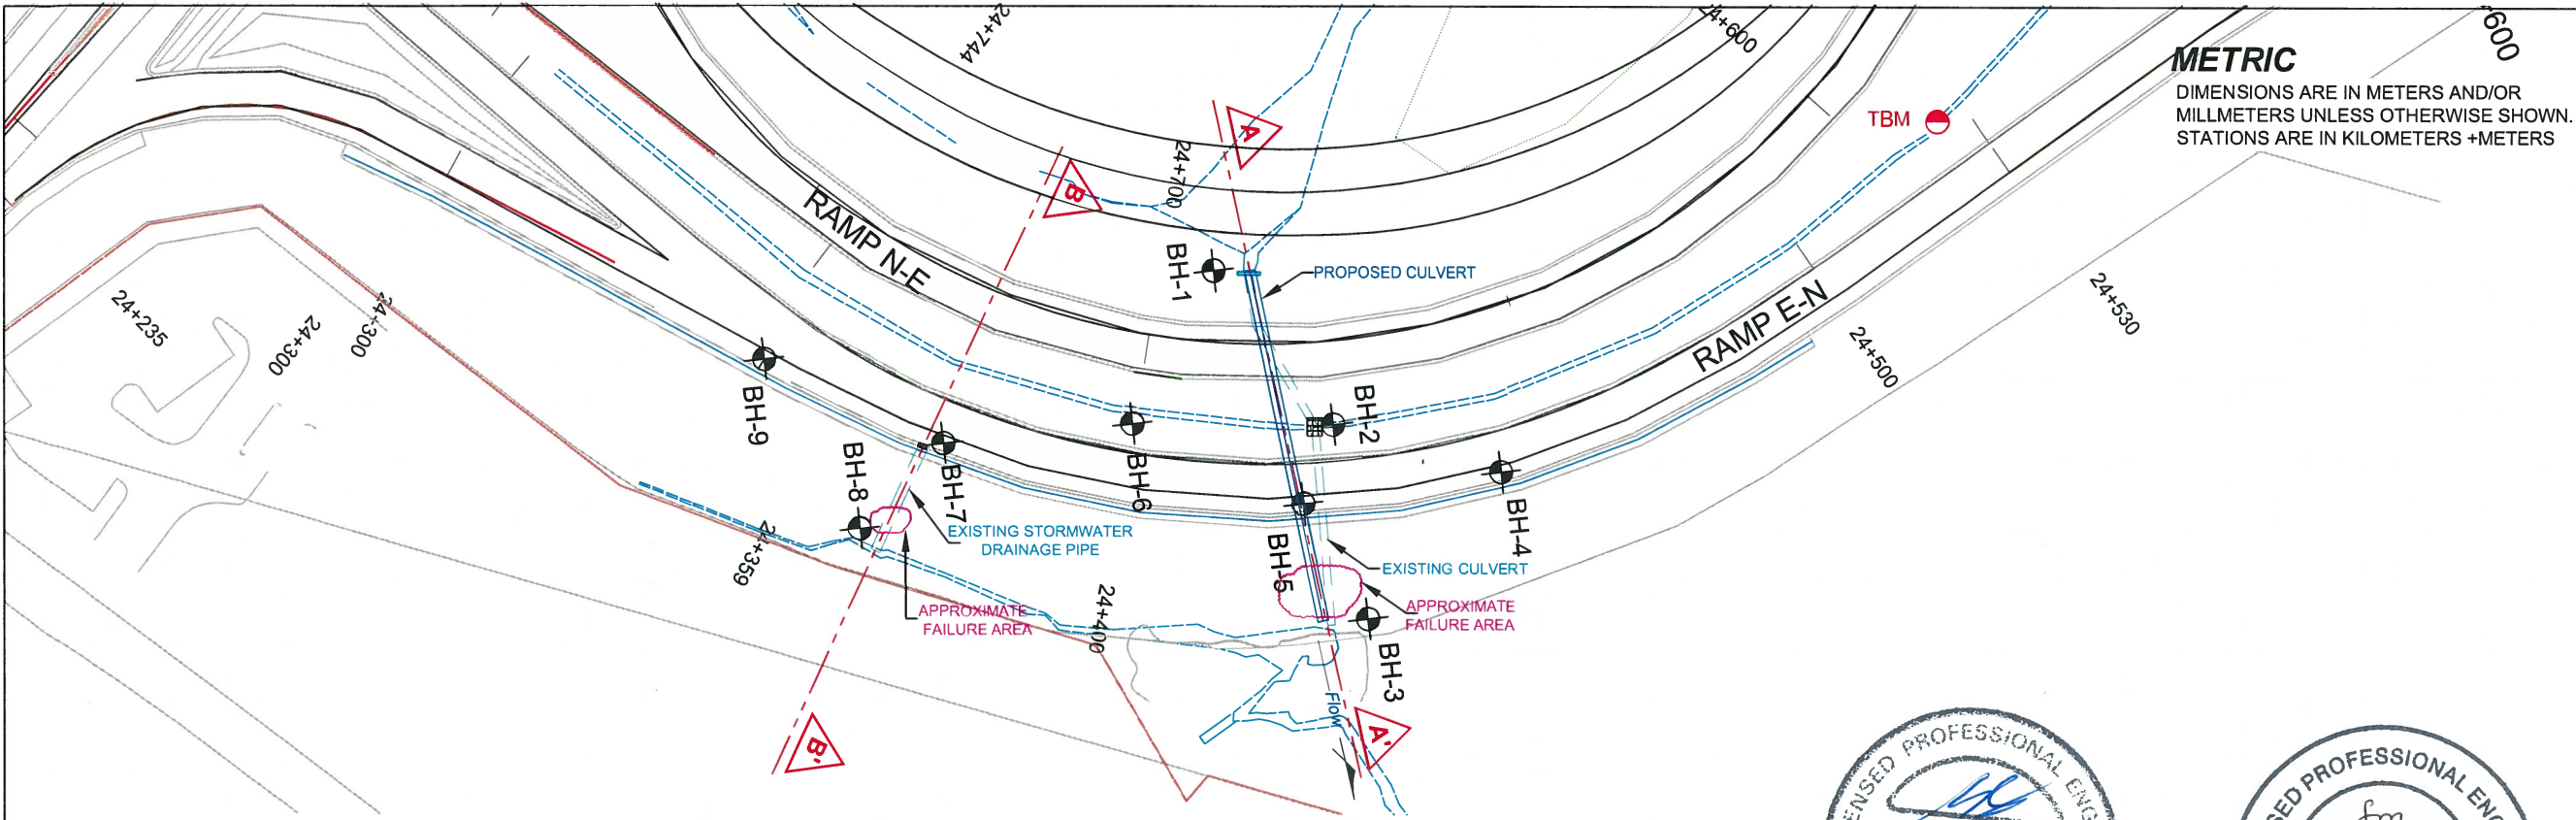 24+744
24+600
600
METRIC
DIMENSIONS ARE IN METERS AND/OR
MILLMETERS UNLESS OTHERWISE SHOWN.
STATIONS ARE IN KILOMETERS +METERS
TBM
A
24+700
B
RAMP N-E
BH-1
PROPOSED CULVERT
RAMP E-N
24+530
24+500
24+235
24+300
24+300
BH-9
BH-2
BH-8
BH-7
BH-6
BH-4
EXISTING STORMWATER
DRAINAGE PIPE
24+359
BH-5
EXISTING CULVERT
APPROXIMATE
FAILURE AREA
24+400
APPROXIMATE
FAILURE AREA
BH-3
Flow
A'
B'
PROFESSIONAL
PROFESSIONAL